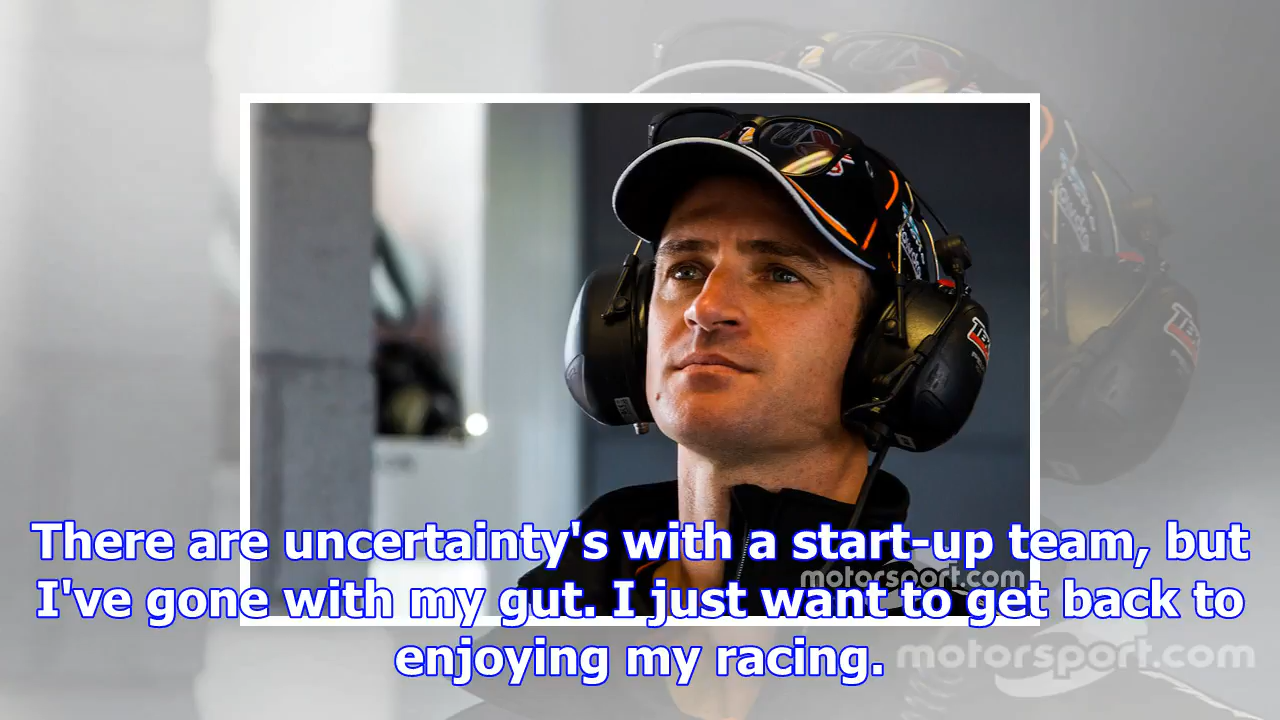 There are uncertainty's with a start-up team, but
I've gone with my gut. I just want to get back to
enjoying my racing.
motorsport.com
motorsport.com